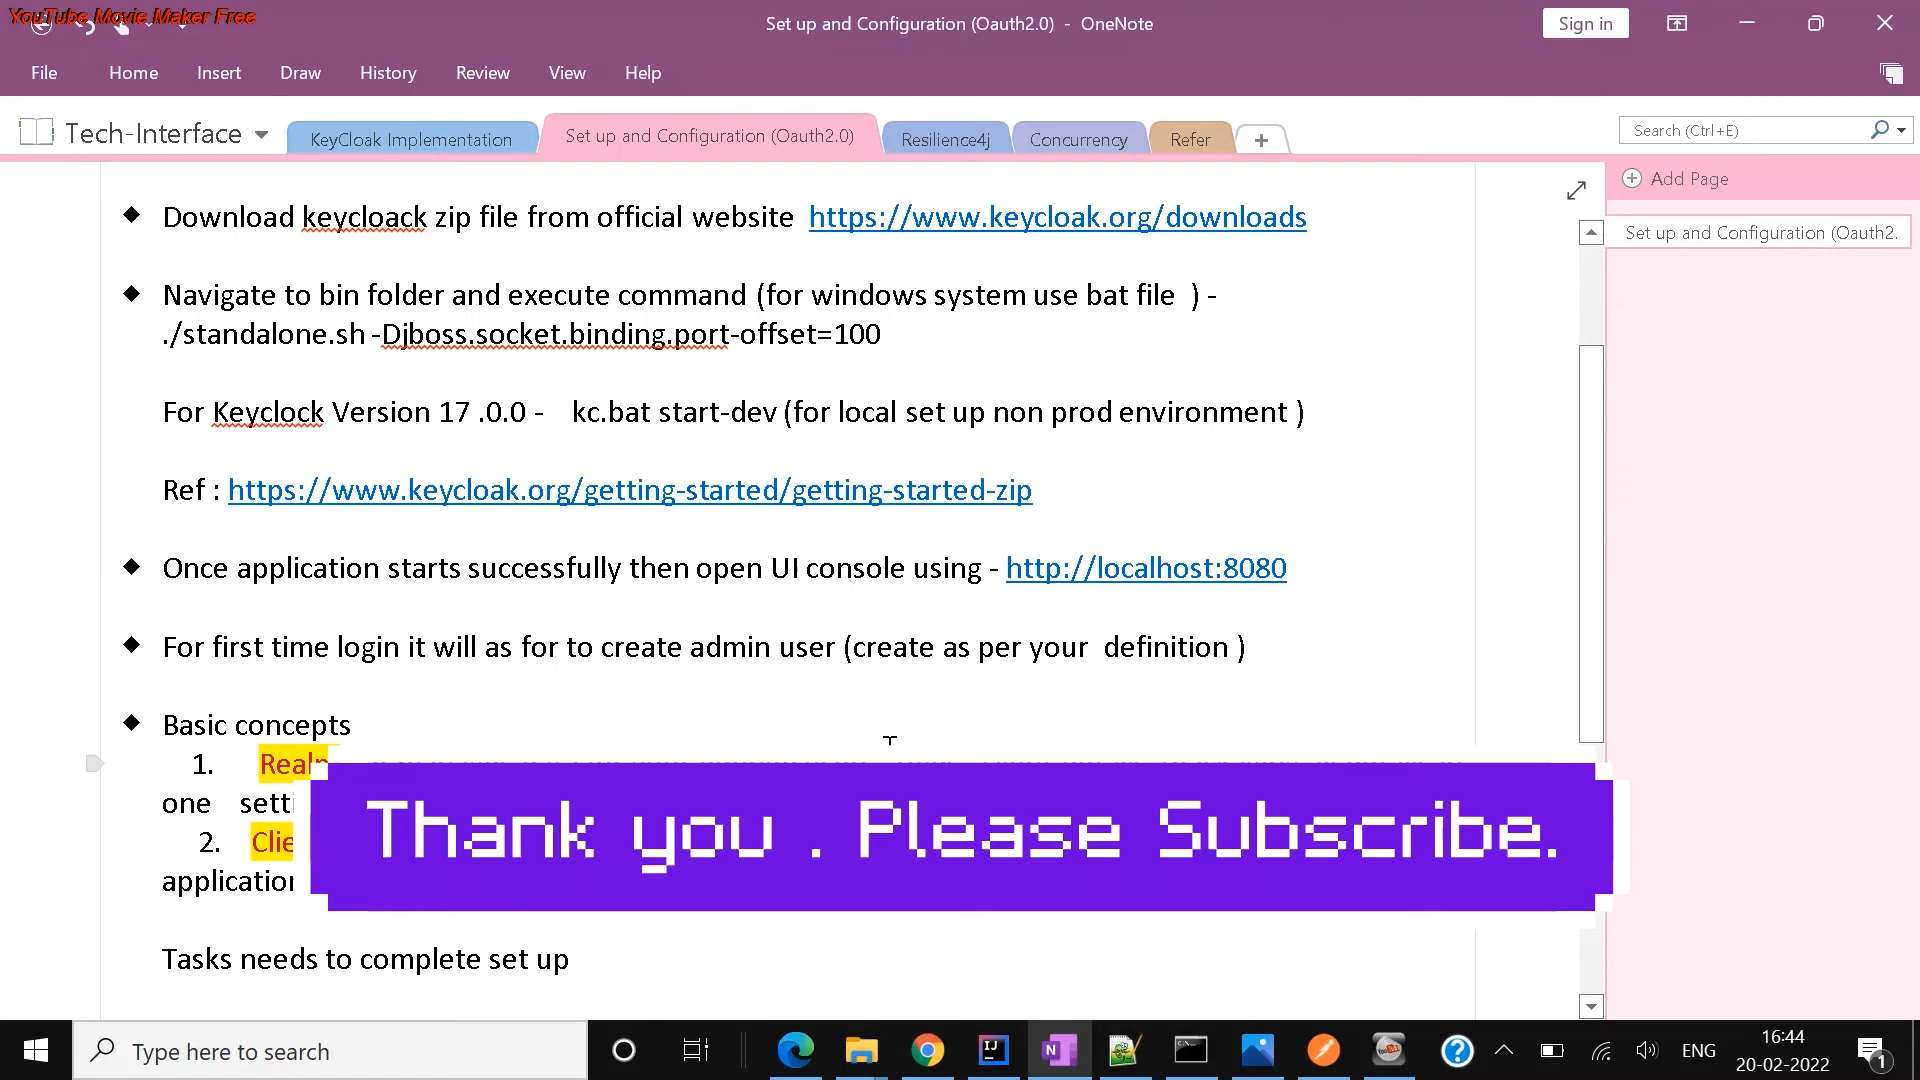 YouTube Movie Maker Free
Set up and Configuration (Oauth2.0) - OneNote
Sign in
File Home Insert Draw History Review View Help
Tech-Interface
KeyCloak Implementation
Set up and Configuration (Oauth2.0)
Resilience4j
Concurrency
Refer
+
Search (Ctrl+E)
Add Page
Set up and Configuration (Oauth2.
Download keycloack zip file from official website https://www.keycloak.org/downloads
Navigate to bin folder and execute command (for windows system use bat file ) -
./standalone.sh -Djboss.socket.binding.port-offset=100
For Keyclock Version 17 .0.0 - kc.bat start-dev (for local set up non prod environment )
Ref : https://www.keycloak.org/getting-started/getting-started-zip
Once application starts successfully then open UI console using - http://localhost:8080
For first time login it will as for to create admin user (create as per your definition )
Basic concepts
1.
one
2.
Thank you . Please Subscribe.
Tasks needs to complete set up
Type here to search
ENG
16:44
20-02-2022
1